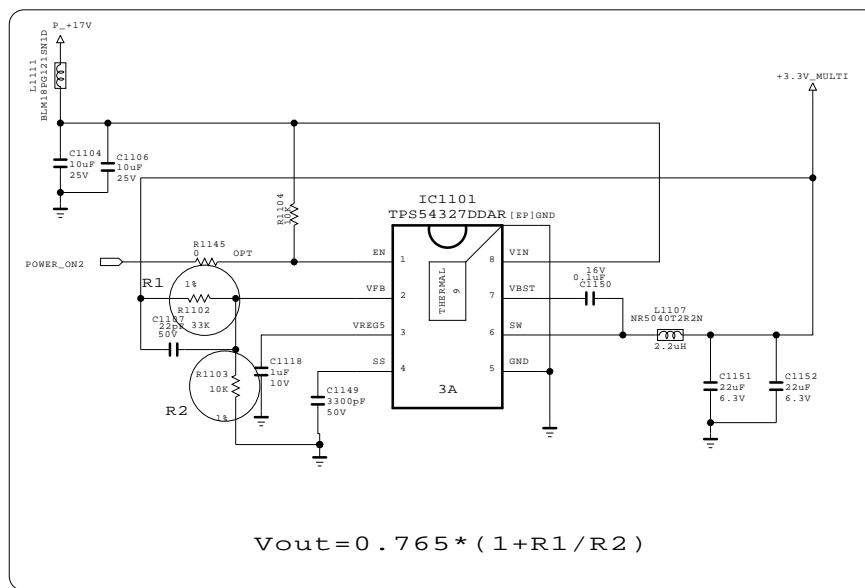 P_+17V
L1111
BLM18PG121SN1D
+3.3V_MULTI
C1104
10uF
25V
C1106
10uF
25V
R1104
10K
IC1101
TPS54327DDAR
[EP]GND
R1145
0
OPT
POWER_ON2
EN
1
8
VIN
R1
1%
R1102
33K
VFB
2
THERMAL
9
7
VBST
16V
0.1uF
C1150
C1107
22pF
50V
VREG5
3
6
SW
L1107
NR5040T2R2N
2.2uH
R1103
10K
1%
R2
C1118
1uF
10V
SS
4
5
GND
C1149
3300pF
50V
3A
C1151
22uF
6.3V
C1152
22uF
6.3V
Vout=0.765*(1+R1/R2)